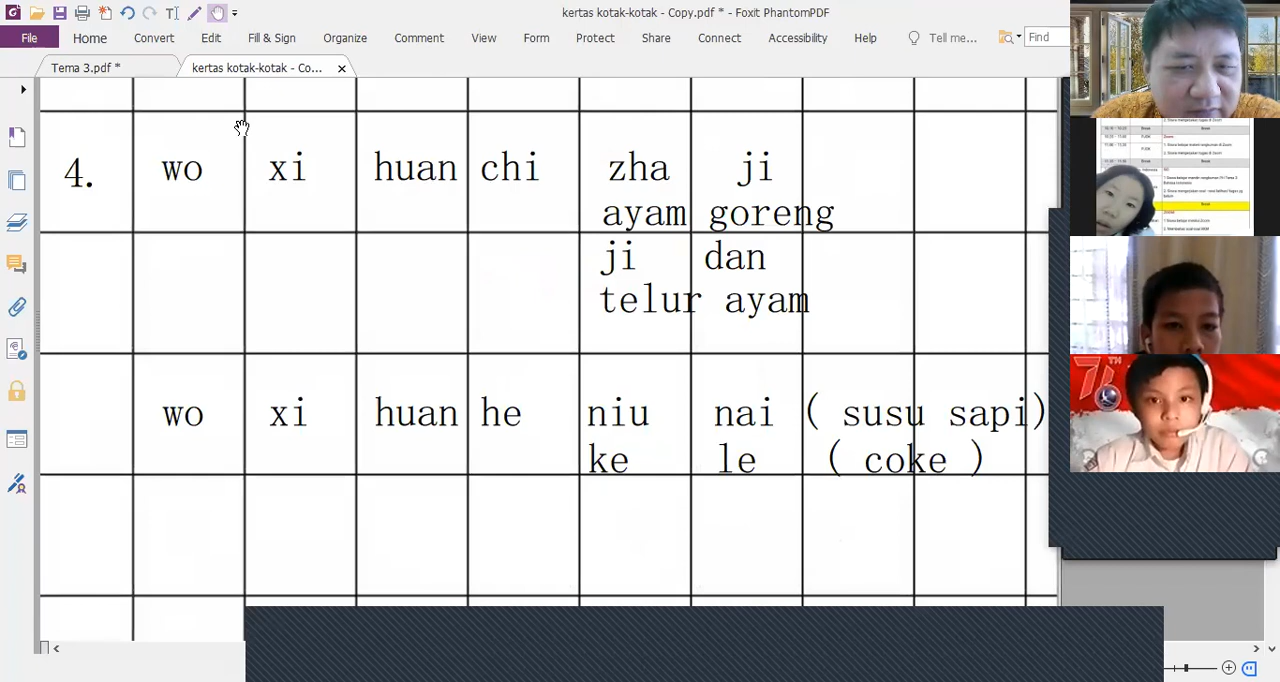 kertas kotak-kotak - Copy.pdf * - Foxit PhantomPDF
File Home Convert Edit Fill & Sign Organize Comment View Form Protect Share Connect Accessibility Help Tell me... Find
Tema 3.pdf * kertas kotak-kotak - Co...
4. wo xi huan chi zha ji
ayam goreng
ji dan
telur ayam
wo xi huan he niu nai ( susu sapi)
ke le ( coke )